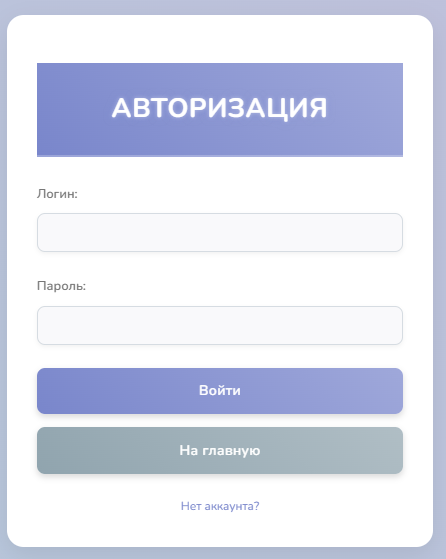 АВТОРИЗАЦИЯ
Логин:
Пароль:
Войти
На главную
Нет аккаунта?